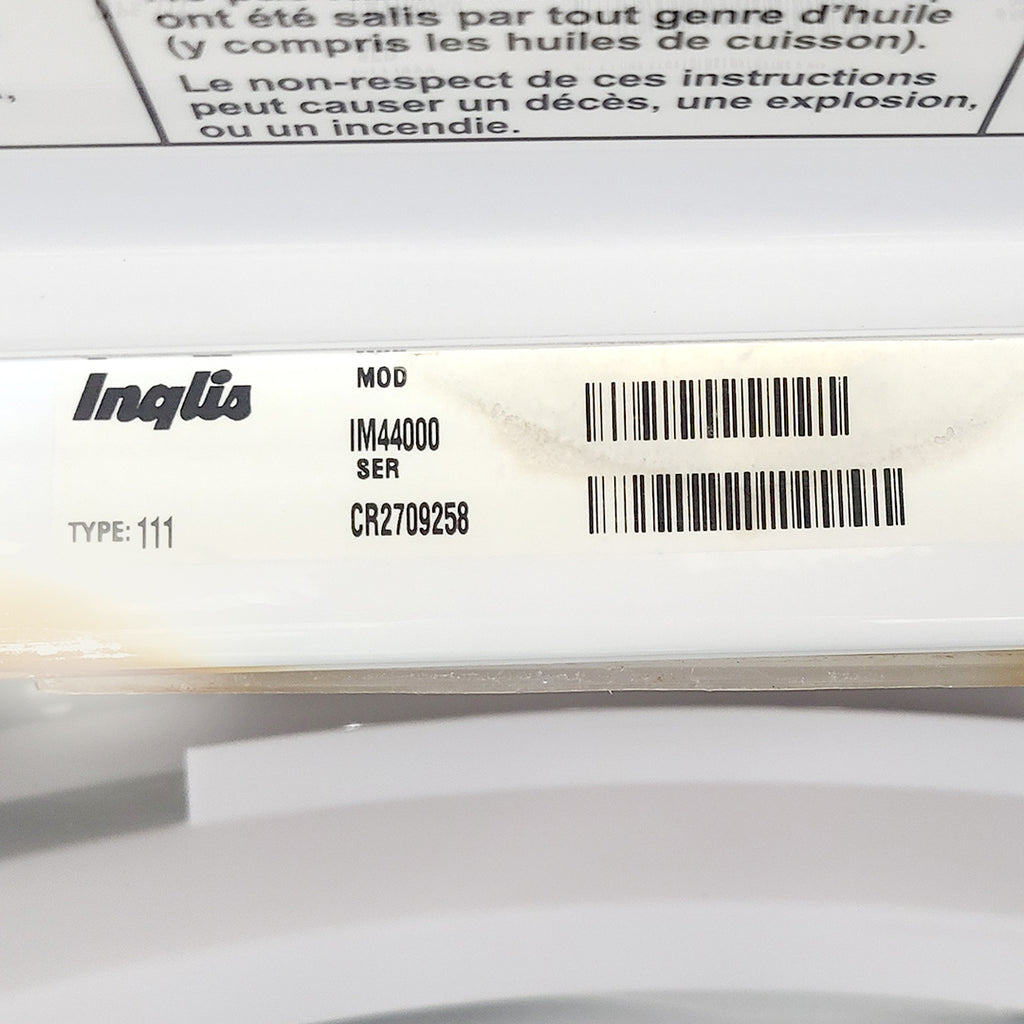 ont été salis par tout genre d'huile
(y compris les huiles de cuisson).
Le non-respect de ces instructions
peut causer un décès, une explosion,
ou un incendie.
Inglis
MOD
IM44000
SER
CR2709258
TYPE: 111